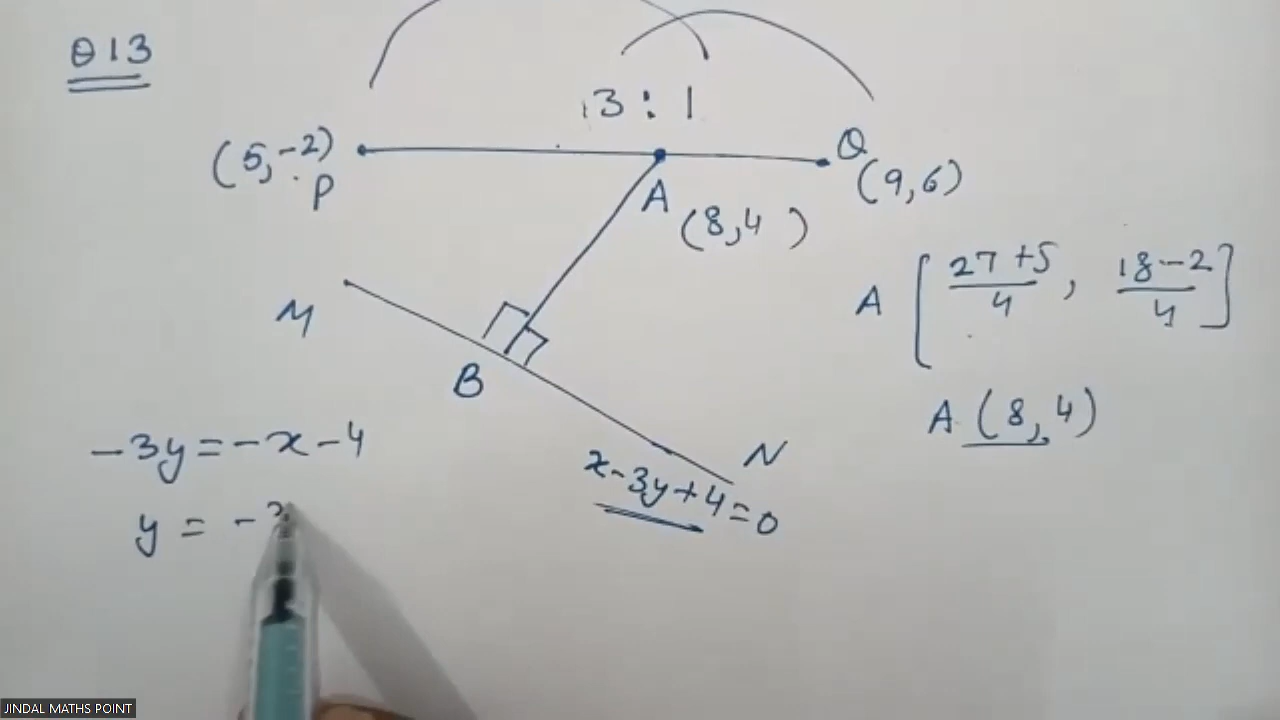 Q13
3 : 1
(5, -2)
P
A
(8, 4)
Q
(9, 6)
A [ 27+5/4 , 18-2/4 ]
M
B
N
A (8, 4)
x-3y+4=0
-3y = -x-4
y = -
JINDAL MATHS POINT